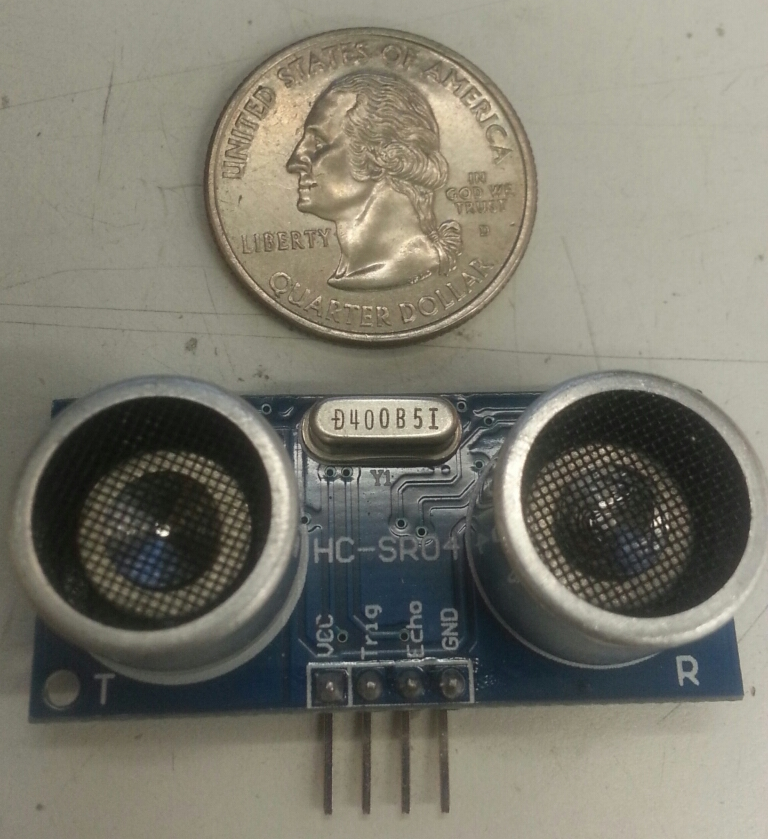 UNITED STATES OF AMERICA
LIBERTY
IN
GOD WE
TRUST
D
QUARTER DOLLAR
D400B5I
Y1
HC-SR04
VCC
Trig
Echo
GND
T
R